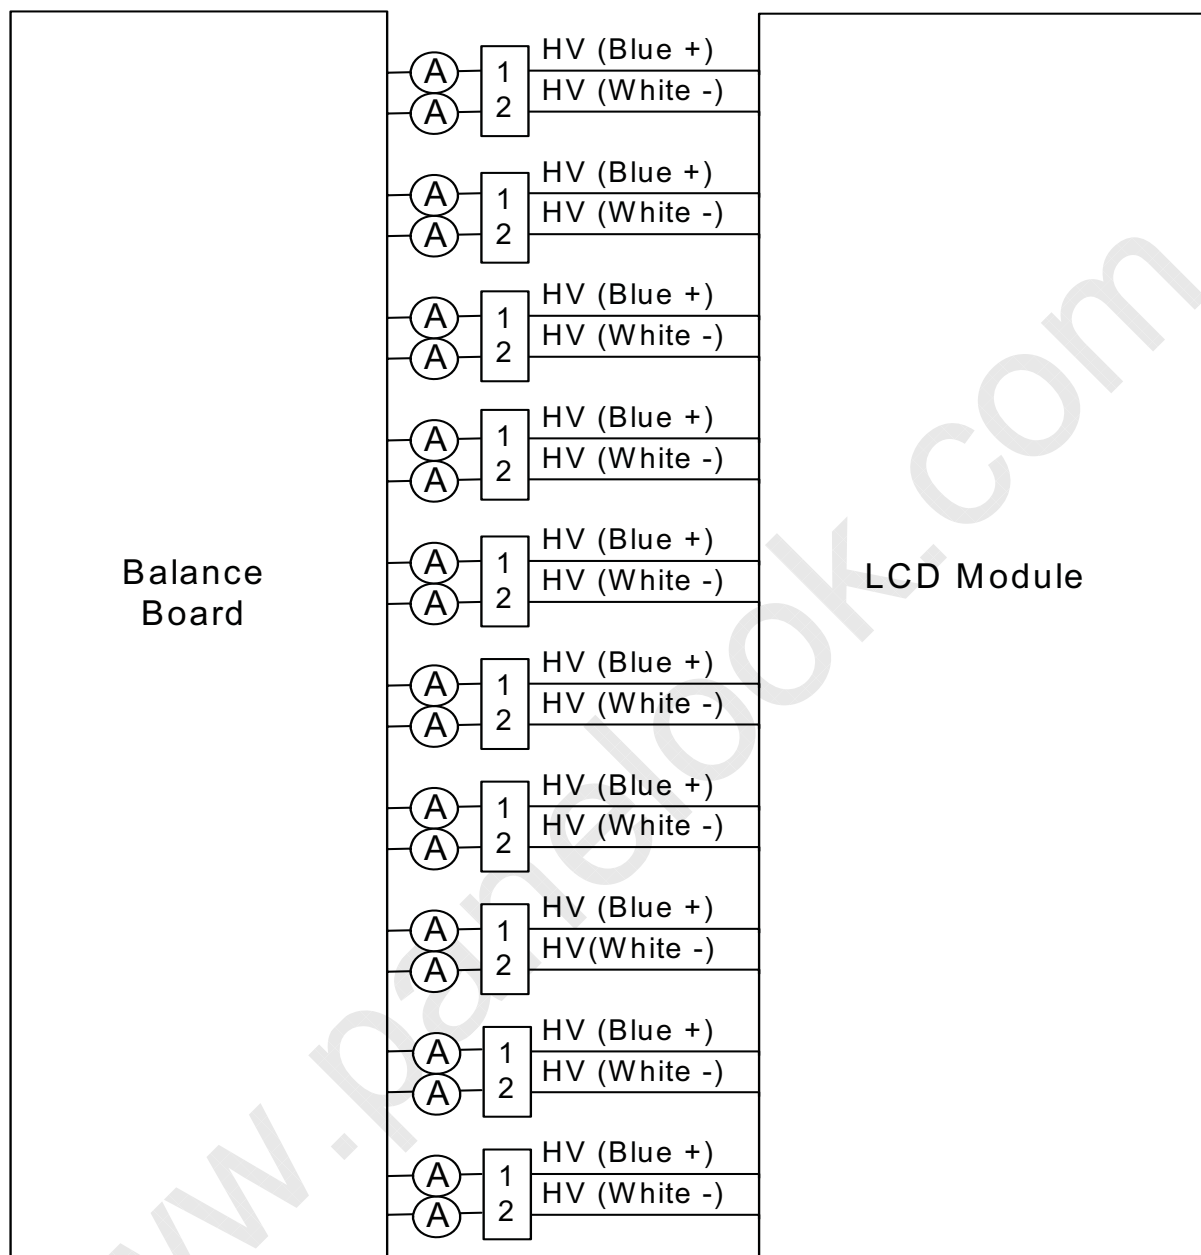 A 1 HV (Blue +)
A 2 HV (White -)
A 1 HV (Blue +)
A 2 HV (White -)
A 1 HV (Blue +)
A 2 HV (White -)
A 1 HV (Blue +)
A 2 HV (White -)
A 1 HV (Blue +)
A 2 HV (White -)
Balance
Board
LCD Module
A 1 HV (Blue +)
A 2 HV (White -)
A 1 HV (Blue +)
A 2 HV (White -)
A 1 HV (Blue +)
A 2 HV(White -)
A 1 HV (Blue +)
A 2 HV (White -)
A 1 HV (Blue +)
A 2 HV (White -)
w.panelook.com